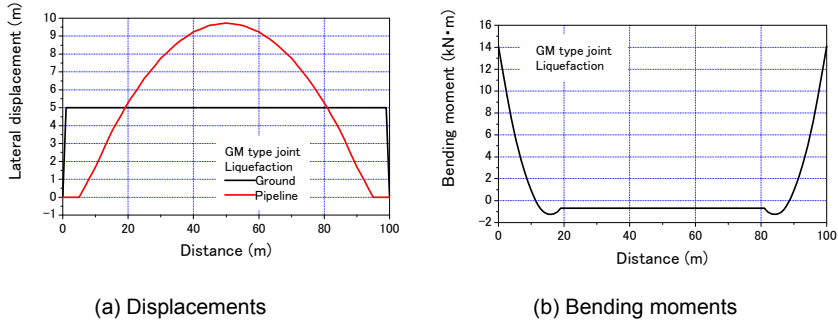 Lateral displacement (m)
10
9
8
7
6
5
4
3
2
1
0
-1
GM type joint
Liquefaction
Ground
Pipeline
0 20 40 60 80 100
Distance (m)
(a) Displacements
Bending moment (kN・m)
16
14
12
10
8
6
4
2
0
-2
GM type joint
Liquefaction
0 20 40 60 80 100
Distance (m)
(b) Bending moments